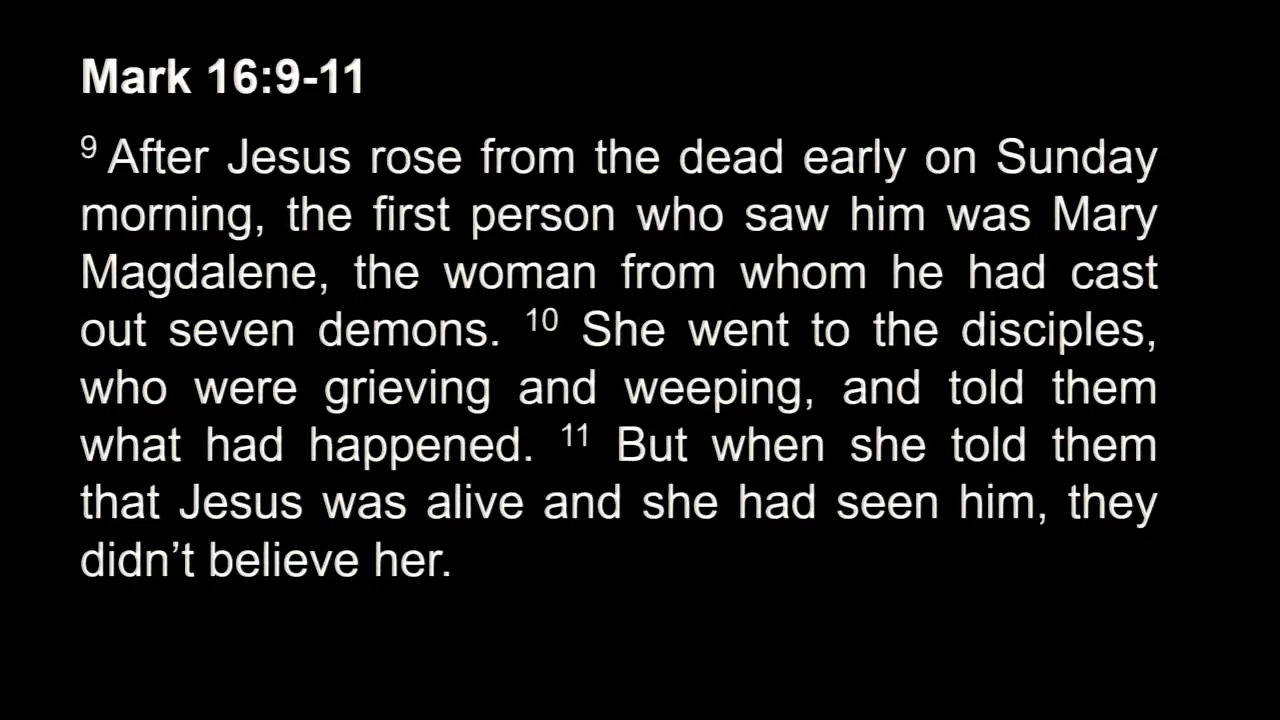 Mark 16:9-11
9 After Jesus rose from the dead early on Sunday
morning, the first person who saw him was Mary
Magdalene, the woman from whom he had cast
out seven demons. 10 She went to the disciples,
who were grieving and weeping, and told them
what had happened. 11 But when she told them
that Jesus was alive and she had seen him, they
didn’t believe her.